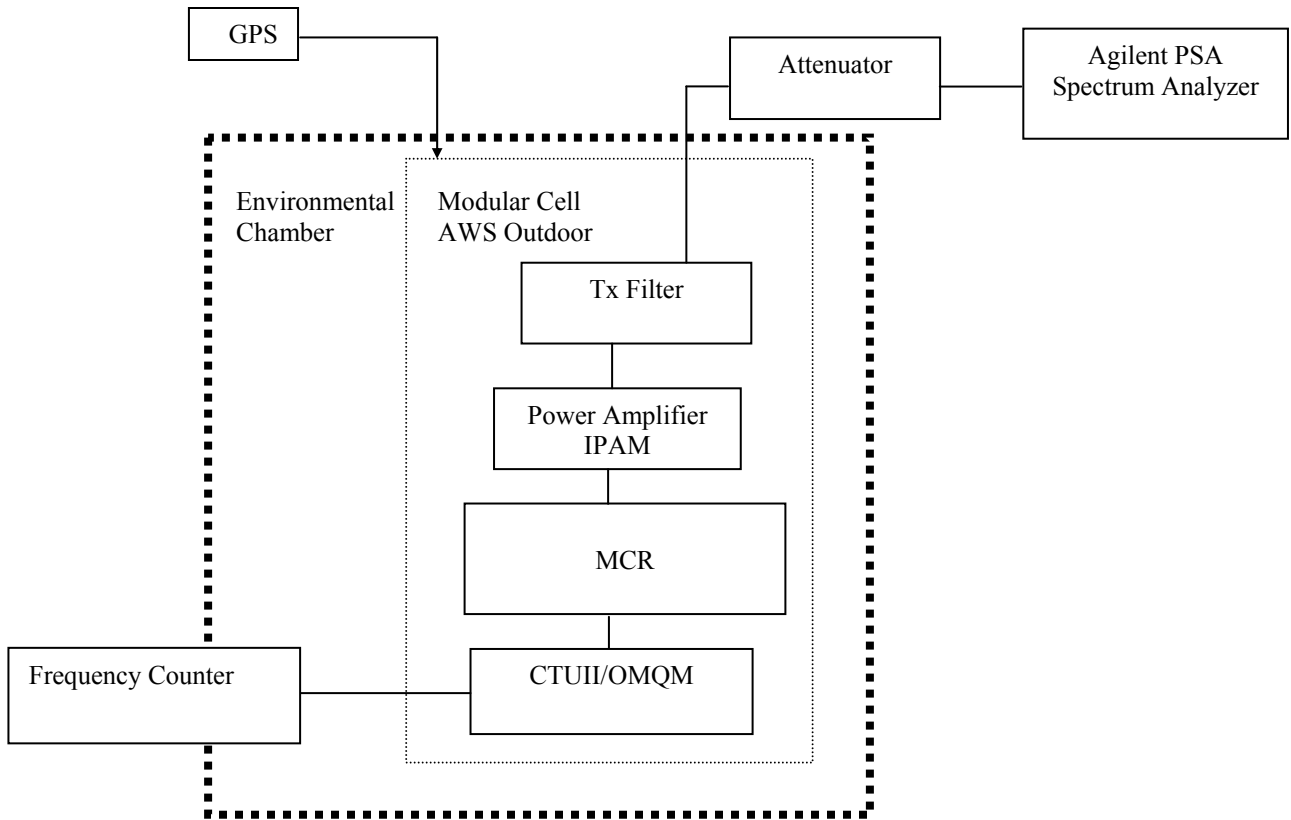 GPS
Attenuator
Agilent PSA
Spectrum Analyzer
Environmental
Chamber
Modular Cell
AWS Outdoor
Tx Filter
Power Amplifier
IPAM
MCR
Frequency Counter
CTUII/OMQM